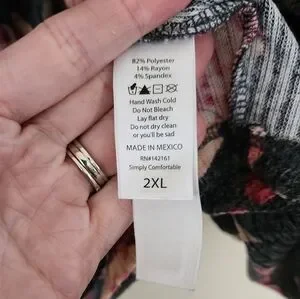 82% Polyester
14% Rayon
4% Spandex
Hand Wash Cold
Do Not Bleach
Lay flat dry
Do not dry clean
or you'll be sad
MADE IN MEXICO
RN#142161
Simply Comfortable
2XL